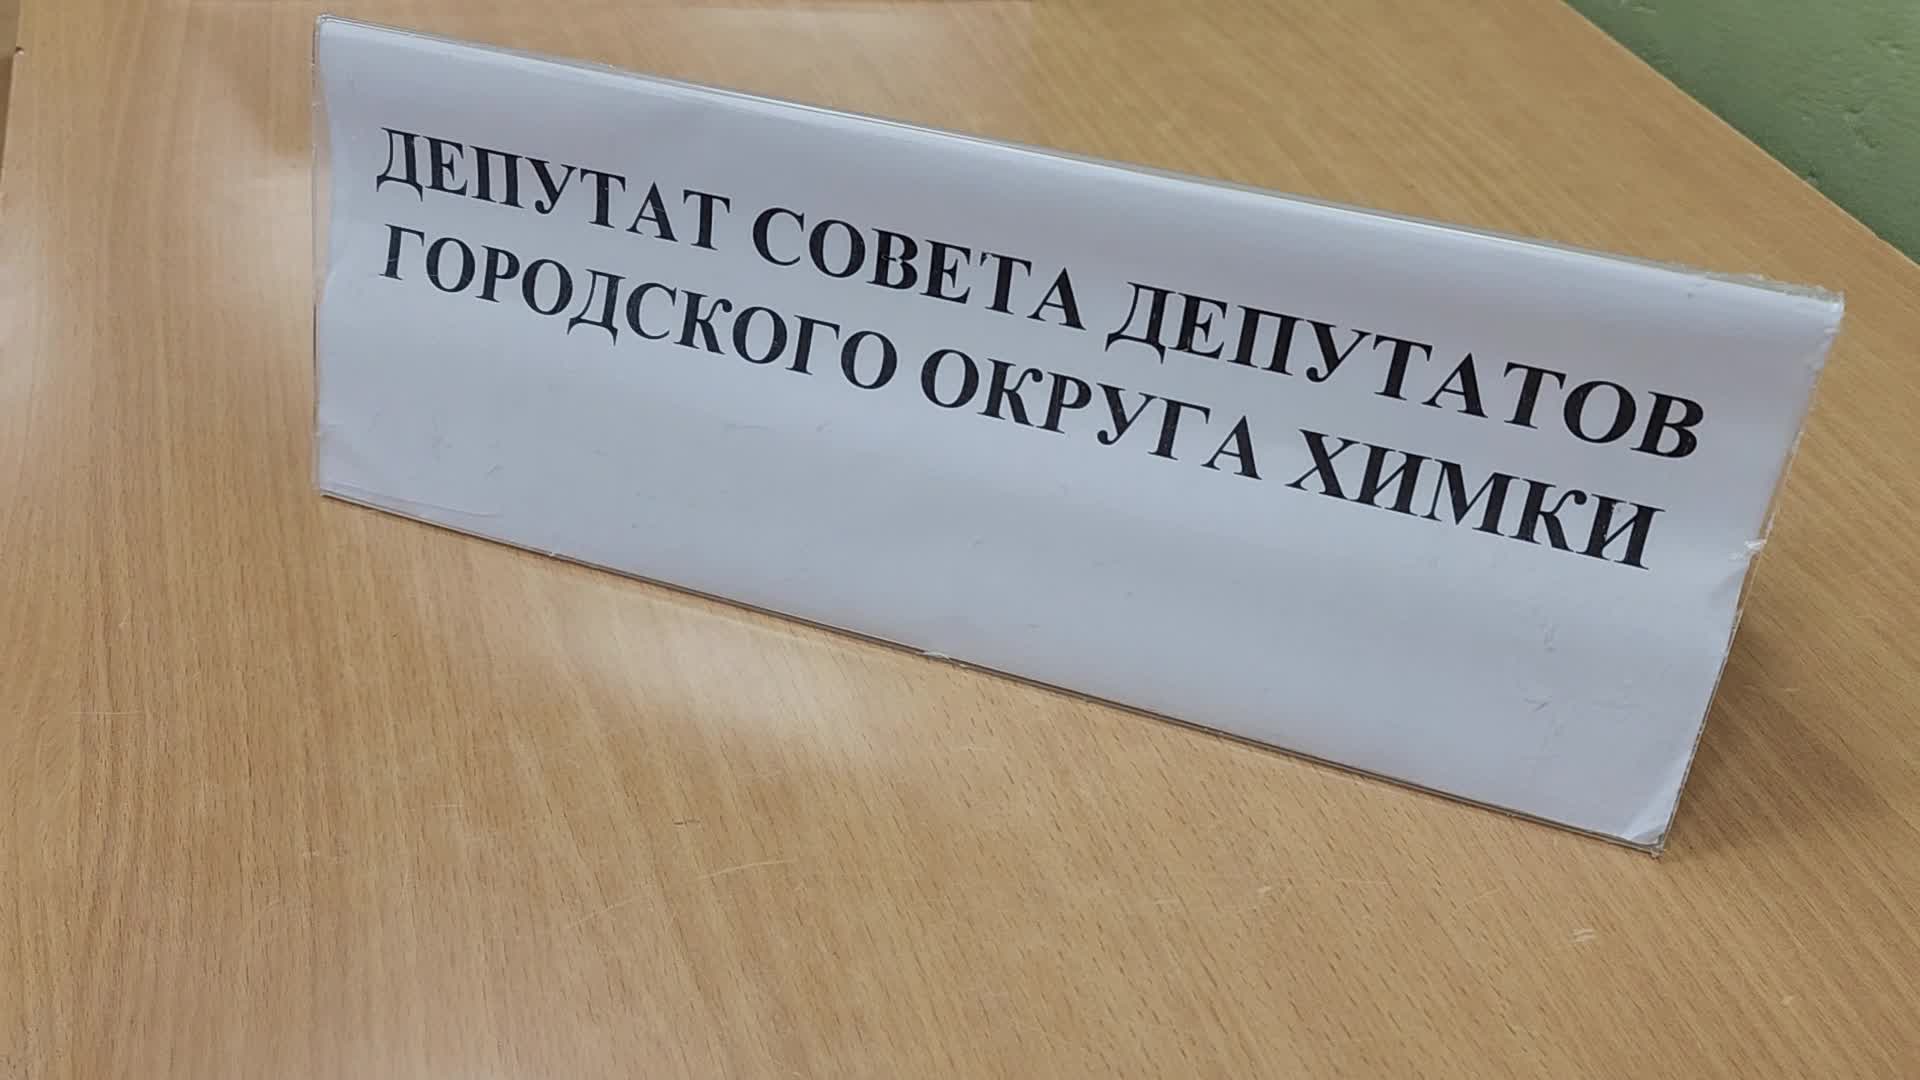 ДЕПУТАТ СОВЕТА ДЕПУТАТОВ
ГОРОДСКОГО ОКРУГА ХИМКИ